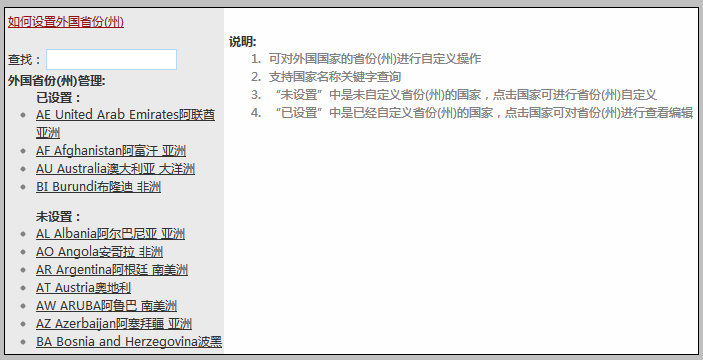 如何设置外国省份(州)
查找：
外国省份(州)管理:
已设置：
AE United Arab Emirates阿联酋
亚洲
AF Afghanistan阿富汗 亚洲
AU Australia澳大利亚 大洋洲
BI Burundi布隆迪 非洲
未设置：
AL Albania阿尔巴尼亚 亚洲
AO Angola安哥拉 非洲
AR Argentina阿根廷 南美洲
AT Austria奥地利
AW ARUBA阿鲁巴 南美洲
AZ Azerbaijan阿塞拜疆 亚洲
BA Bosnia and Herzegovina波黑
说明:
1. 可对外国国家的省份(州)进行自定义操作
2. 支持国家名称关键字查询
3. “未设置”中是未自定义省份(州)的国家，点击国家可进行省份(州)自定义
4. “已设置”中是已经自定义省份(州)的国家，点击国家可对省份(州)进行查看编辑